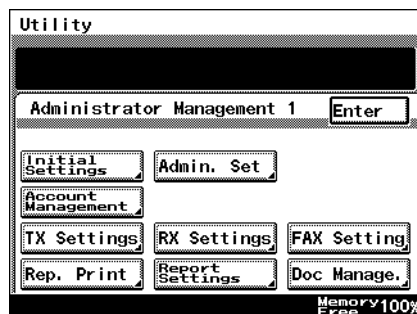 Utility
Administrator Management 1 Enter
Initial
Settings
Admin. Set
Account
Management
TX Settings RX Settings FAX Setting
Rep. Print Report
Settings Doc Manage.
Memory
Free 100%